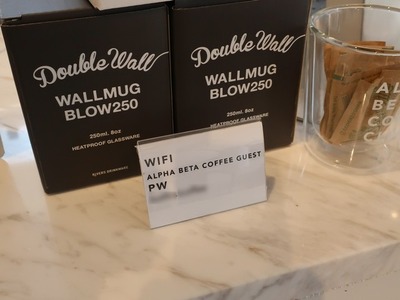 Double Wall
WALLMUG
BLOW250
250ml. 8oz
HEATPROOF GLASSWARE
Double Wall
WALLMUG
BLOW250
250ml. 8oz
HEATPROOF GLASSWARE
WIFI
ALPHA BETA COFFEE GUEST
PW
AL
BE
CO
C